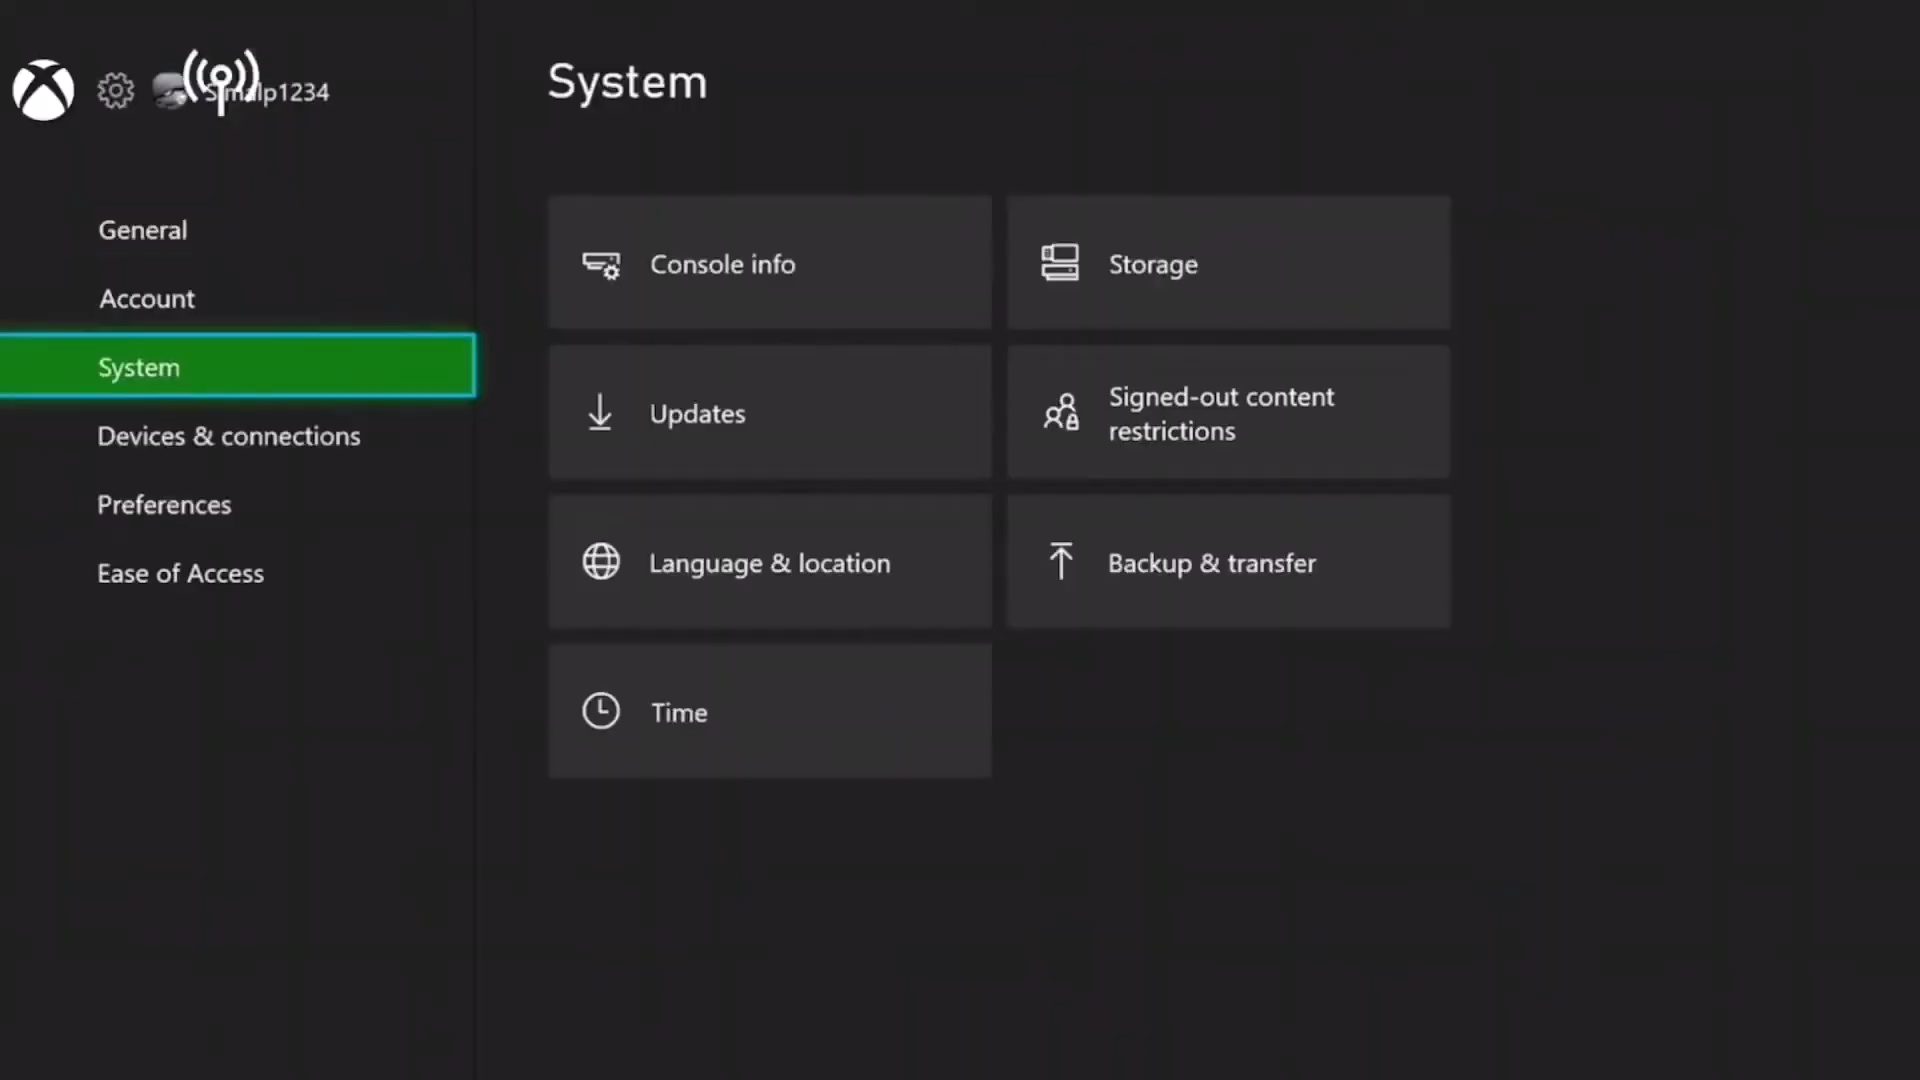 System
General
Account
System
Devices & connections
Preferences
Ease of Access
Console info
Storage
Updates
Signed-out content
restrictions
Language & location
Backup & transfer
Time